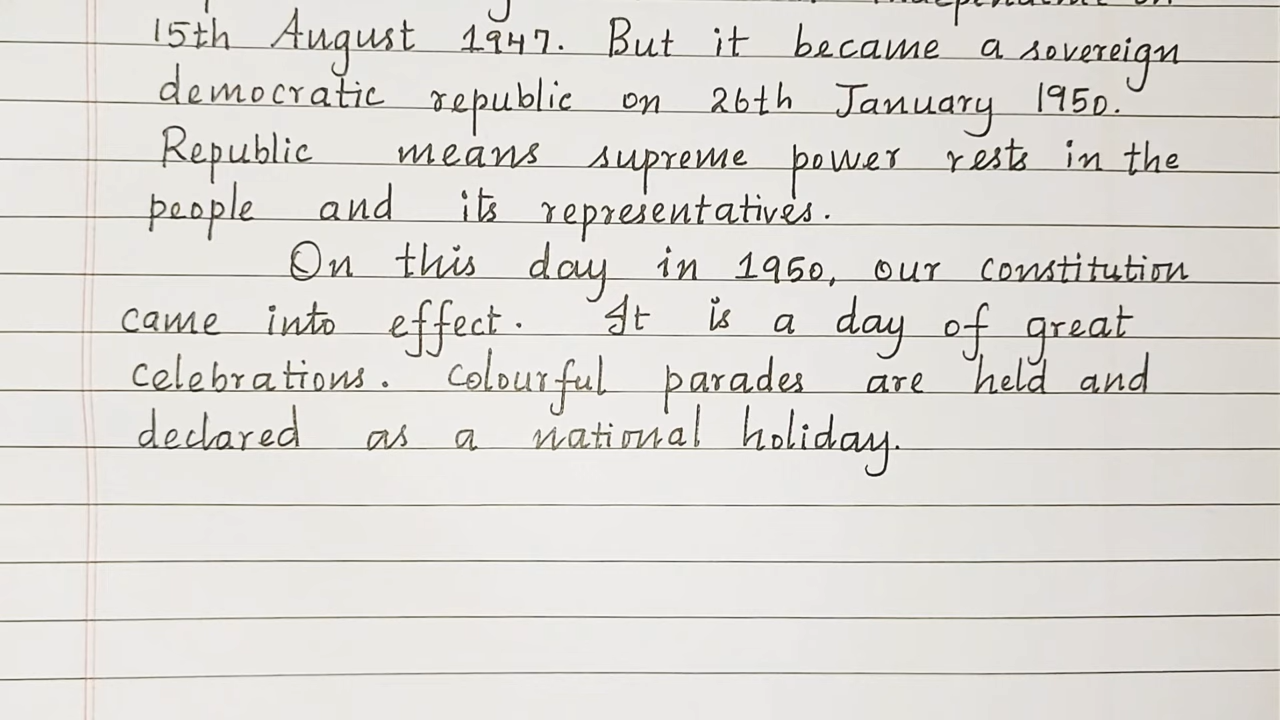 Independence on
15th August 1947. But it became a sovereign
democratic republic on 26th January 1950.
Republic means supreme power rests in the
people and its representatives.
On this day in 1950, our constitution
came into effect. It is a day of great
celebrations. Colourful parades are held and
declared as a national holiday.